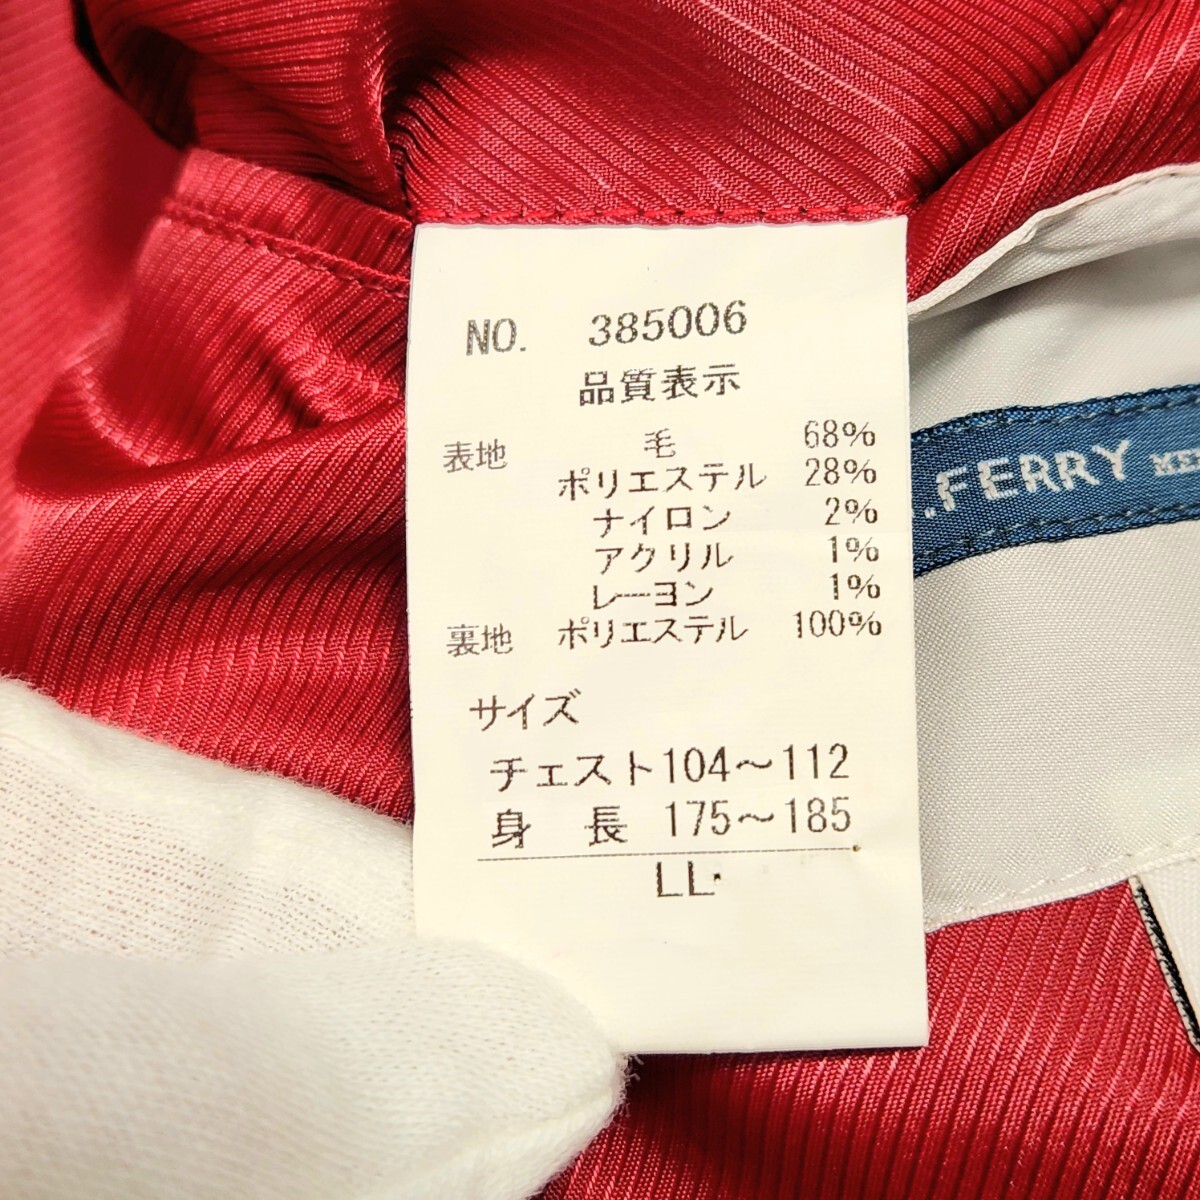 NO. 385006
品質表示
表地 毛 68%
ポリエステル 28%
ナイロン 2%
アクリル 1%
レーヨン 1%
裏地 ポリエステル 100%
サイズ
チェスト104〜112
身 長 175〜185
LL
.FERRY